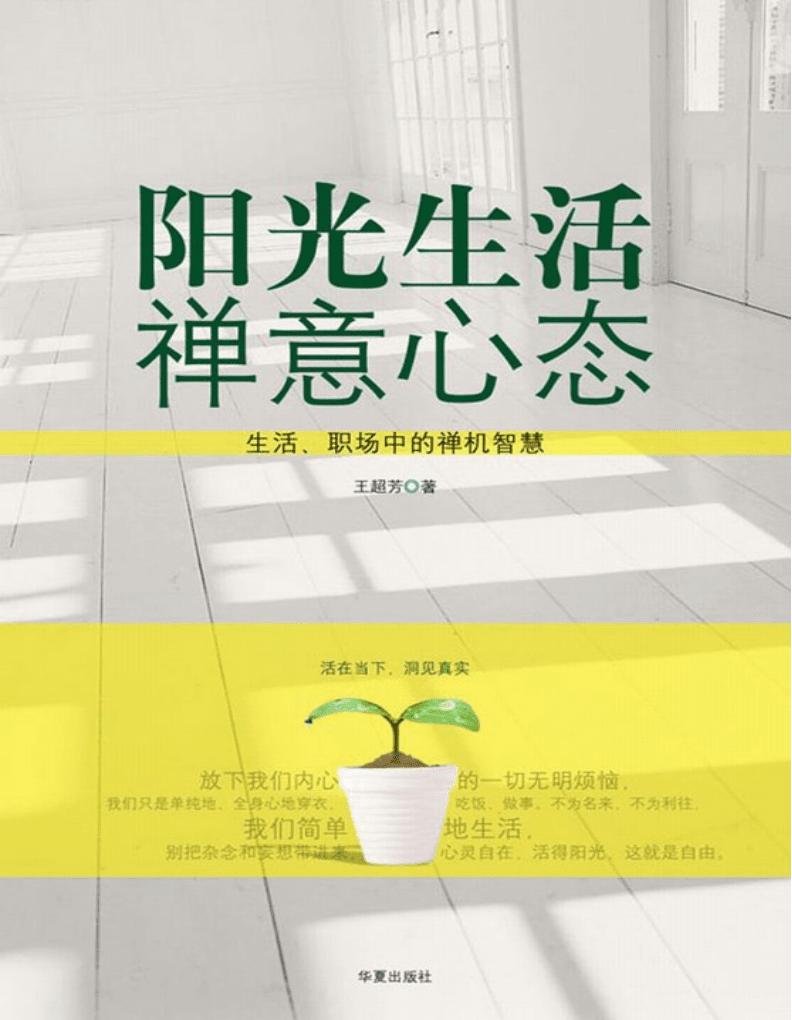 阳光生活
禅意心态
生活、职场中的禅机智慧
王超芳◎著
活在当下，洞见真实
放下我们内心的一切无明烦恼，
我们只是单纯地、全身心地穿衣、吃饭、做事。不为名来，不为利往，
我们简单地生活，
别把杂念和妄想带进来，心灵自在，活得阳光，这就是自由。
华夏出版社